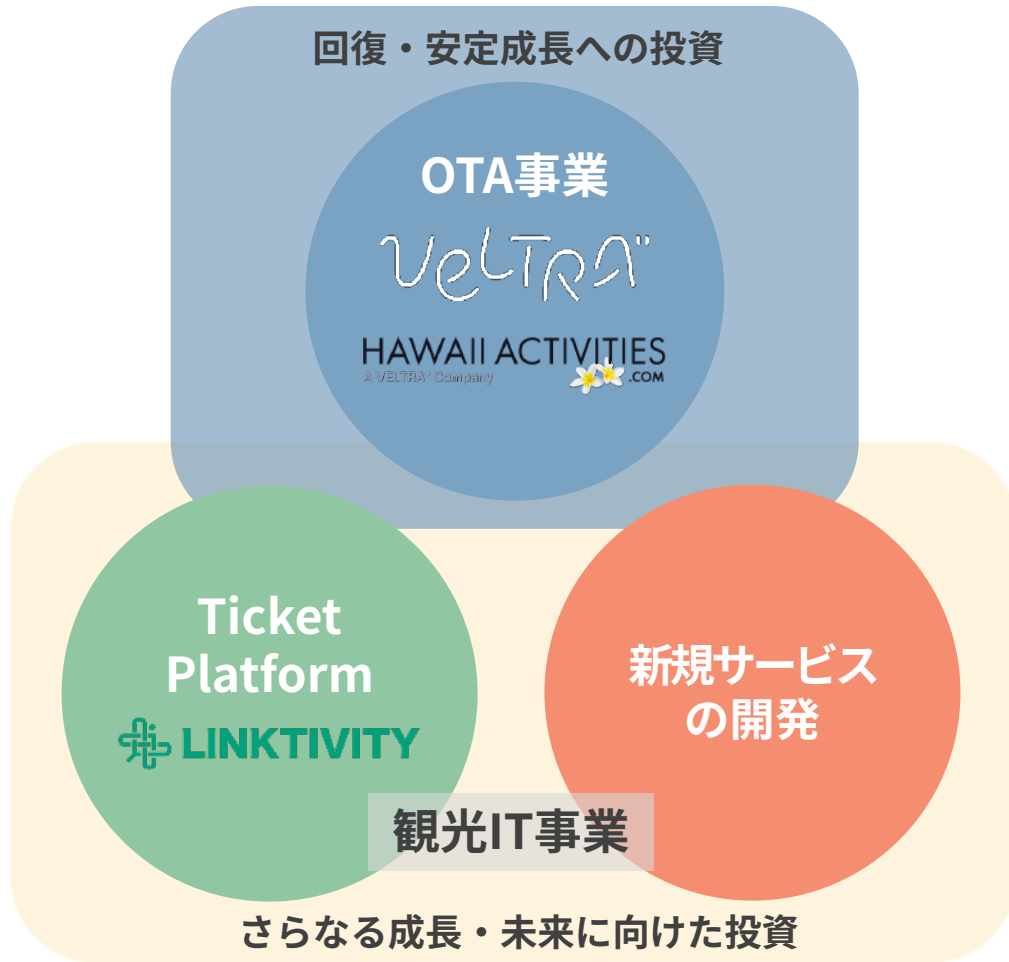 回復・安定成長への投資
OTA事業
VELTRA
HAWAII ACTIVITIES
A VELTRA Company
.COM
Ticket
Platform
LINKTIVITY
新規サービス
の開発
観光IT事業
さらなる成長・未来に向けた投資